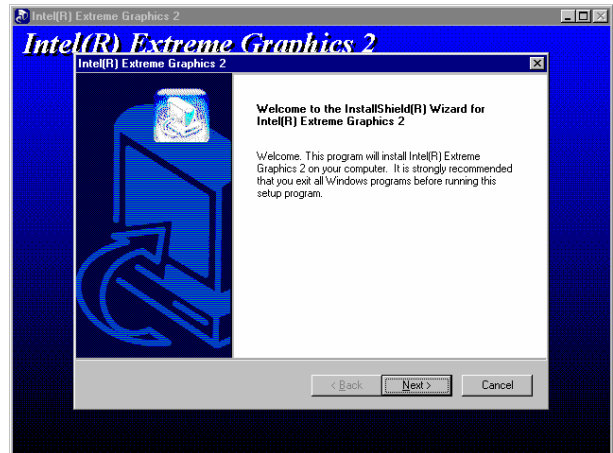 Intel(R) Extreme Graphics 2
Intel(R) Extreme Graphics 2
Intel(R) Extreme Graphics 2
Welcome to the InstallShield(R) Wizard for
Intel(R) Extreme Graphics 2
Welcome. This program will install Intel(R) Extreme
Graphics 2 on your computer. It is strongly recommended
that you exit all Windows programs before running this
setup program.
< Back Next > Cancel